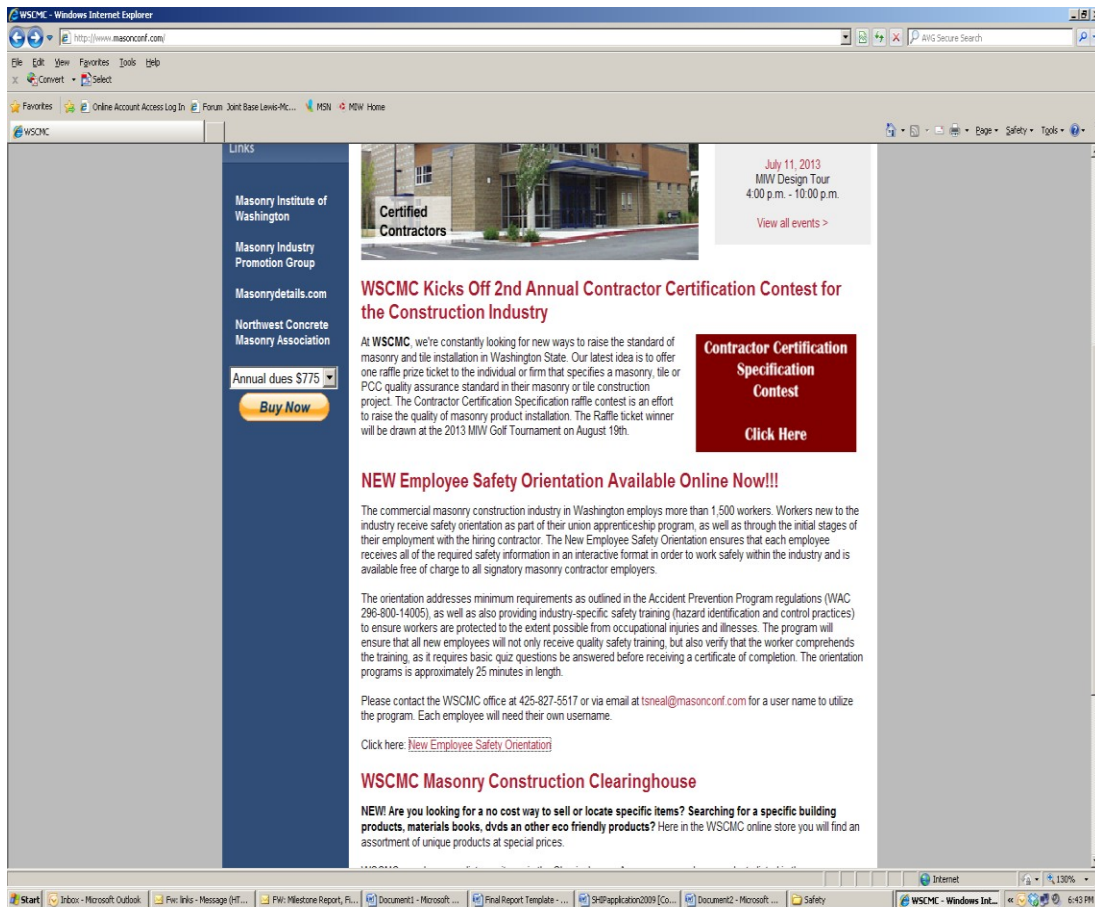 WSCMC - Windows Internet Explorer
http://www.masonconf.com/
AVG Secure Search
File Edit View Favorites Tools Help
x Convert Select
Favorites Online Account Access Log In Forum Joint Base Lewis-Mc... MSN MIW Home
WSCMC
Page Safety Tools
Links
Masonry Institute of
Washington
Masonry Industry
Promotion Group
Masonrydetails.com
Northwest Concrete
Masonry Association
Annual dues $775
Buy Now
Certified
Contractors
July 11, 2013
MIW Design Tour
4:00 p.m. - 10:00 p.m.
View all events >
WSCMC Kicks Off 2nd Annual Contractor Certification Contest for
the Construction Industry
At WSCMC, we're constantly looking for new ways to raise the standard of
masonry and tile installation in Washington State. Our latest idea is to offer
one raffle prize ticket to the individual or firm that specifies a masonry, tile or
PCC quality assurance standard in their masonry or tile construction
project. The Contractor Certification Specification raffle contest is an effort
to raise the quality of masonry product installation. The Raffle ticket winner
will be drawn at the 2013 MIW Golf Tournament on August 19th.
Contractor Certification
Specification
Contest
Click Here
NEW Employee Safety Orientation Available Online Now!!!
The commercial masonry construction industry in Washington employs more than 1,500 workers. Workers new to the
industry receive safety orientation as part of their union apprenticeship program, as well as through the initial stages of
their employment with the hiring contractor. The New Employee Safety Orientation ensures that each employee
receives all of the required safety information in an interactive format in order to work safely within the industry and is
available free of charge to all signatory masonry contractor employers.
The orientation addresses minimum requirements as outlined in the Accident Prevention Program regulations (WAC
296-800-14005), as well as also providing industry-specific safety training (hazard identification and control practices)
to ensure workers are protected to the extent possible from occupational injuries and illnesses. The program will
ensure that all new employees will not only receive quality safety training, but also verify that the worker comprehends
the training, as it requires basic quiz questions be answered before receiving a certificate of completion. The orientation
programs is approximately 25 minutes in length.
Please contact the WSCMC office at 425-827-5517 or via email at tsneal@masonconf.com for a user name to utilize
the program. Each employee will need their own username.
Click here: New Employee Safety Orientation
WSCMC Masonry Construction Clearinghouse
NEW! Are you looking for a no cost way to sell or locate specific items? Searching for a specific building
products, materials books, dvds an other eco friendly products? Here in the WSCMC online store you will find an
assortment of unique products at special prices.
Internet 130%
Start Inbox - Microsoft Outlook Fw: links - Message (HT... FW: Milestone Report, Fi... Document1 - Microsoft ... Final Report Template - ... SHIPapplication2009 [Co... Document2 - Microsoft ... Safety WSCMC - Windows Int... « 6:43 PM